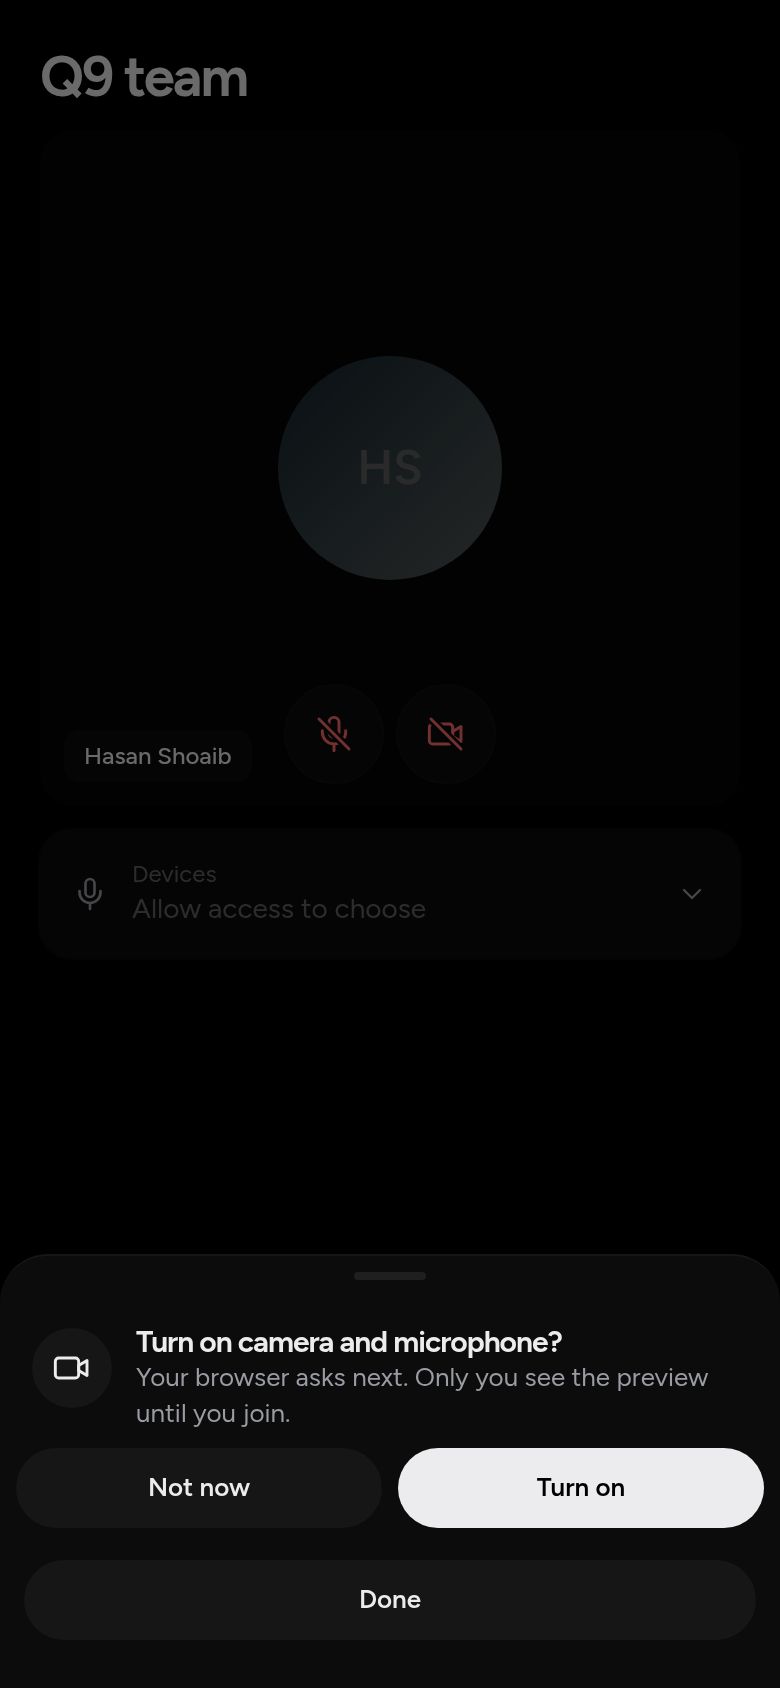 Q9 team
HS
Hasan Shoaib
Devices
Allow access to choose
Turn on camera and microphone?
Your browser asks next. Only you see the preview
until you join.
Not now
Turn on
Done